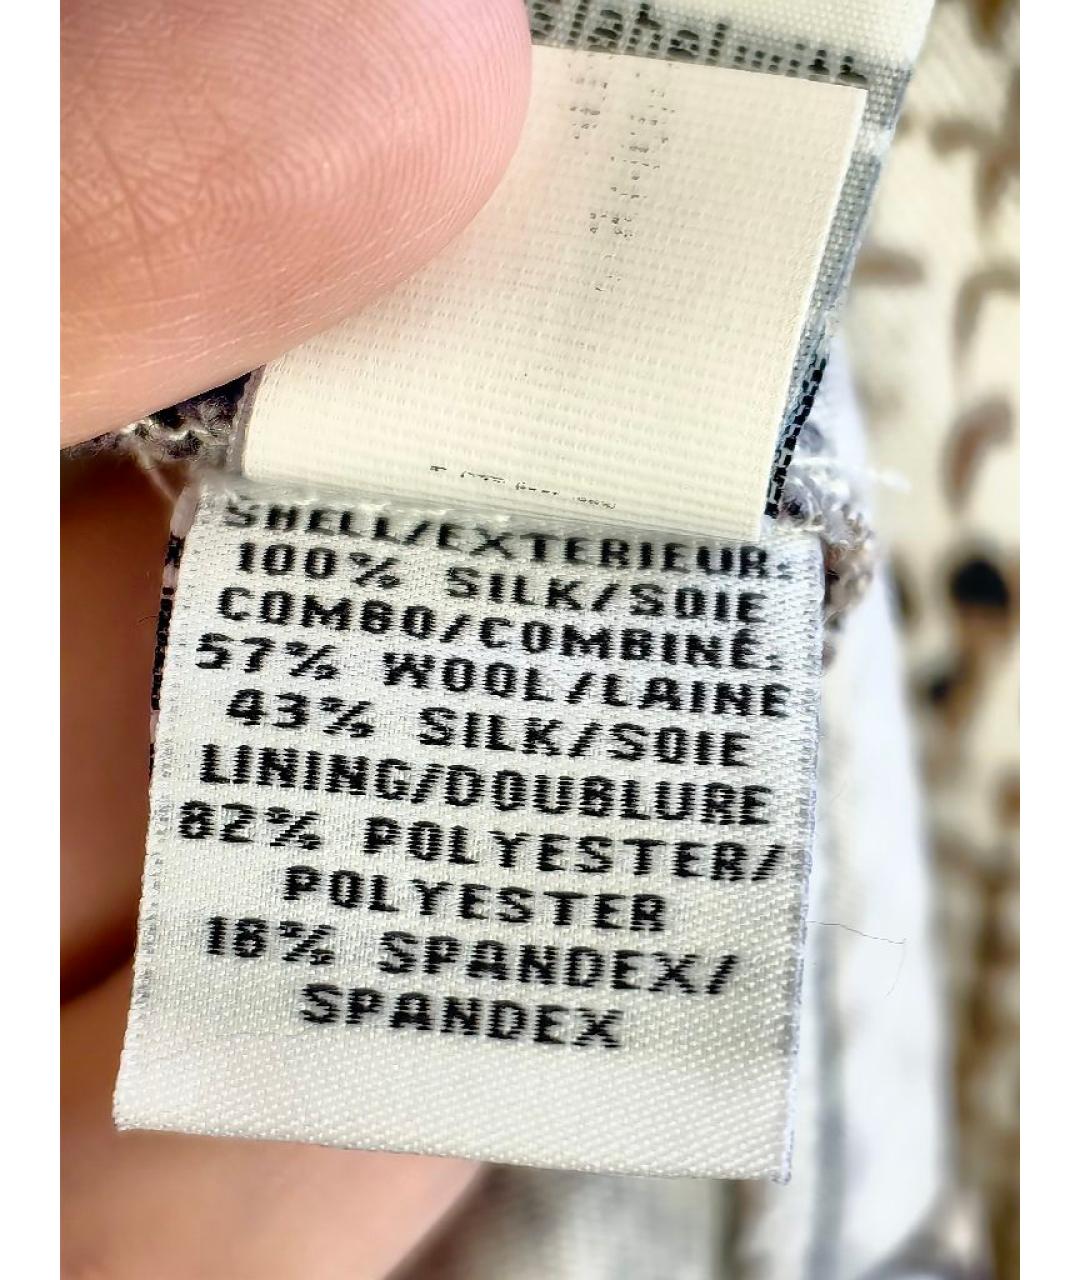 SHELL/EXTERIEUR:
100% SILK/SOIE
COMBO/COMBINÉ:
57% WOOL/LAINE
43% SILK/SOIE
LINING/DOUBLURE
82% POLYESTER/
POLYESTER
18% SPANDEX/
SPANDEX